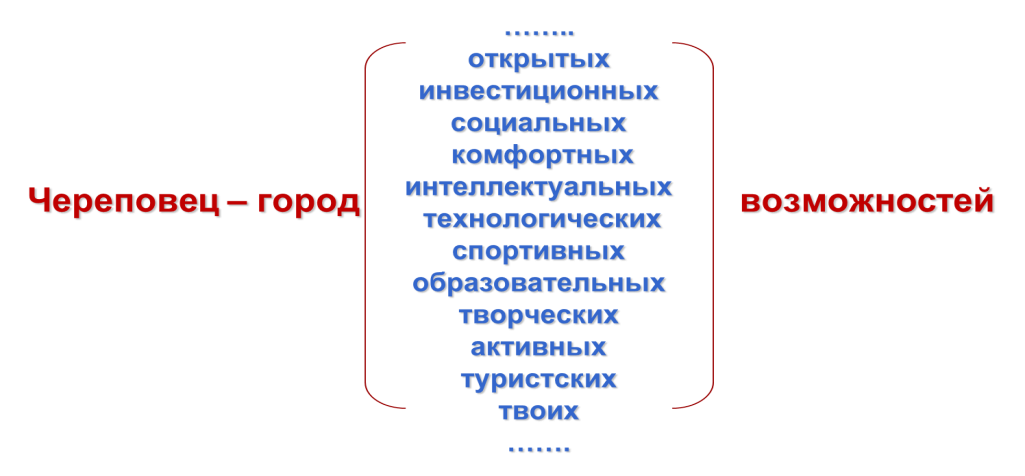 ……..
открытых
инвестиционных
социальных
комфортных
интеллектуальных
Череповец – город возможностей
технологических
спортивных
образовательных
творческих
активных
туристских
твоих
…….